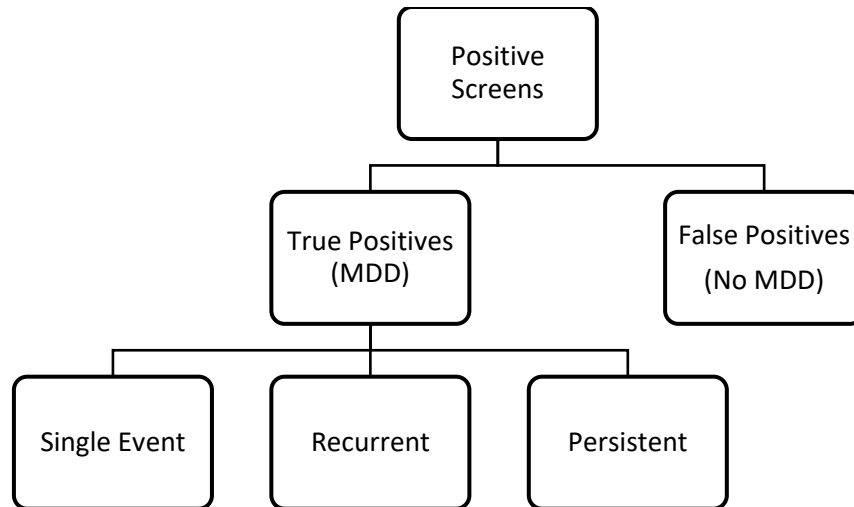 Positive
Screens
True Positives
(MDD)
False Positives
(No MDD)
Single Event
Recurrent
Persistent